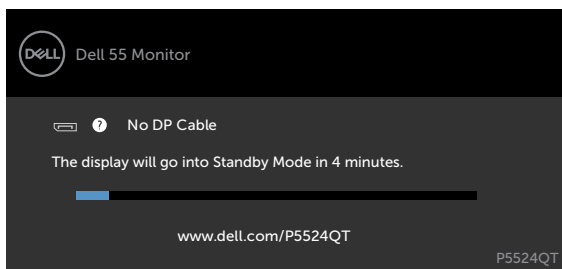 DELL Dell 55 Monitor
? No DP Cable
The display will go into Standby Mode in 4 minutes.
www.dell.com/P5524QT
P5524QT